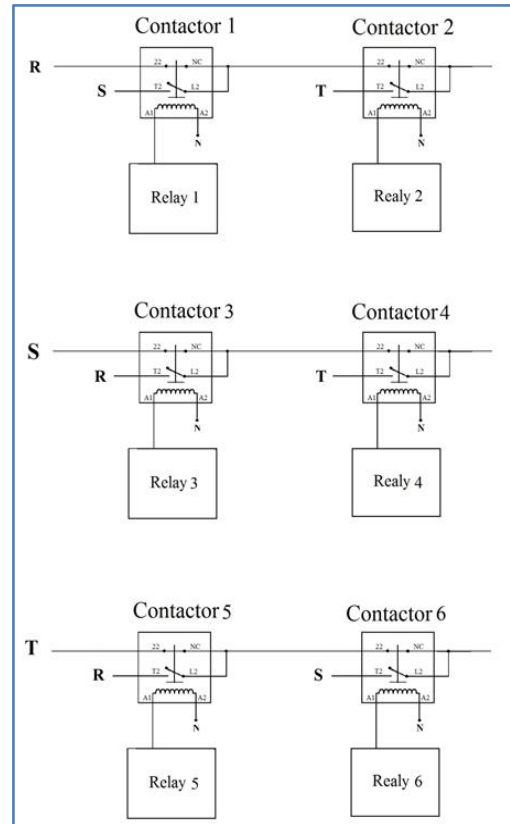 Contactor 1 Contactor 2
R 22 NC 22 NC
S T2 L2 T T2 L2
A1 A2 A1 A2
N N
Relay 1 Realy 2
Contactor 3 Contactor 4
S 22 NC 22 NC
R T2 L2 T T2 L2
A1 A2 A1 A2
N N
Relay 3 Realy 4
Contactor 5 Contactor 6
T 22 NC 22 NC
R T2 L2 S T2 L2
A1 A2 A1 A2
N N
Relay 5 Realy 6